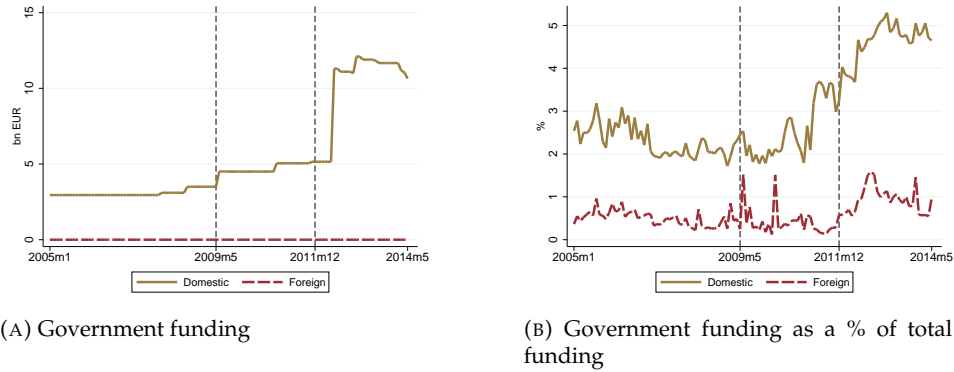 15
10
5
0
bn EUR
2005m1 2009m5 2011m12 2014m5
Domestic Foreign
(A) Government funding
5
4
3
2
1
0
%
2005m1 2009m5 2011m12 2014m5
Domestic Foreign
(B) Government funding as a % of total
funding